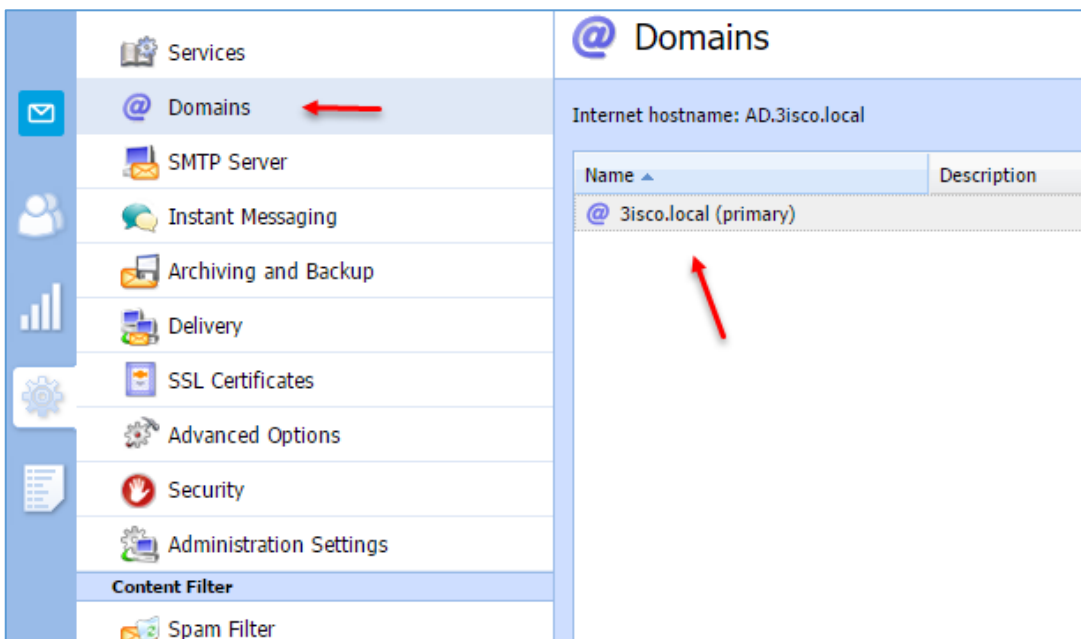 Services
Domains
SMTP Server
Instant Messaging
Archiving and Backup
Delivery
SSL Certificates
Advanced Options
Security
Administration Settings
Content Filter
Spam Filter
Domains
Internet hostname: AD.3isco.local
Name Description
3isco.local (primary)